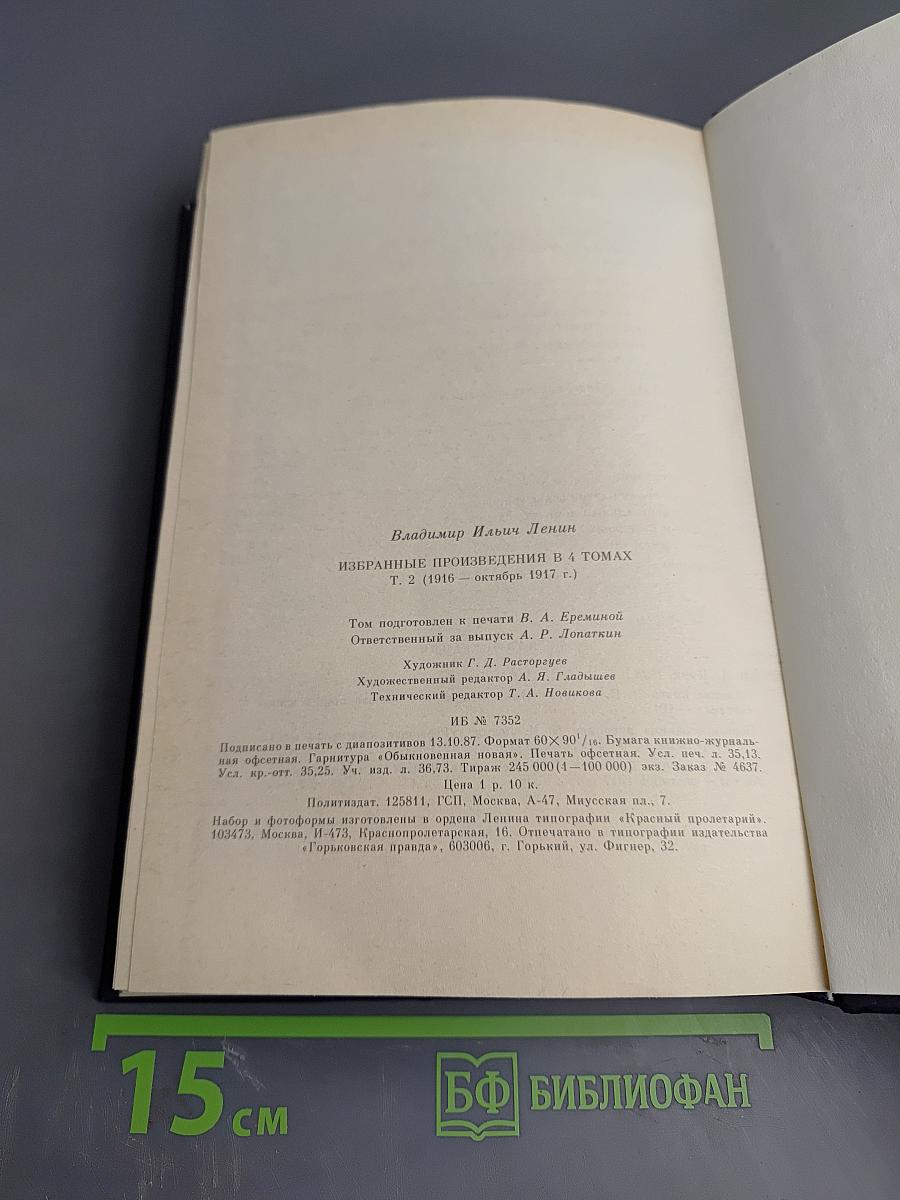 Владимир Ильич Ленин
ИЗБРАННЫЕ ПРОИЗВЕДЕНИЯ В 4 ТОМАХ
Т. 2 (1916 — октябрь 1917 г.)
Том подготовлен к печати В. А. Ереминой
Ответственный за выпуск А. Р. Лопаткин
Художник Г. Д. Расторгуев
Художественный редактор А. Я. Гладышев
Технический редактор Т. А. Новикова
ИБ № 7352
Подписано в печать с диапозитивов 13.10.87. Формат 60×90¹/₁₆. Бумага книжно-журналь-
ная офсетная. Гарнитура «Обыкновенная новая». Печать офсетная. Усл. печ. л. 35,13.
Усл. кр.-отт. 35,25. Уч. изд. л. 36,73. Тираж 245 000 (1—100 000) экз. Заказ № 4637.
Цена 1 р. 10 к.
Политиздат. 125811, ГСП, Москва, А-47, Миусская пл., 7.
Набор и фотоформы изготовлены в ордена Ленина типографии «Красный пролетарий».
103473, Москва, И-473, Краснопролетарская, 16. Отпечатано в типографии издательства
«Горьковская правда», 603006, г. Горький, ул. Фигнер, 32.
15 см
БФ БИБЛИОФАН